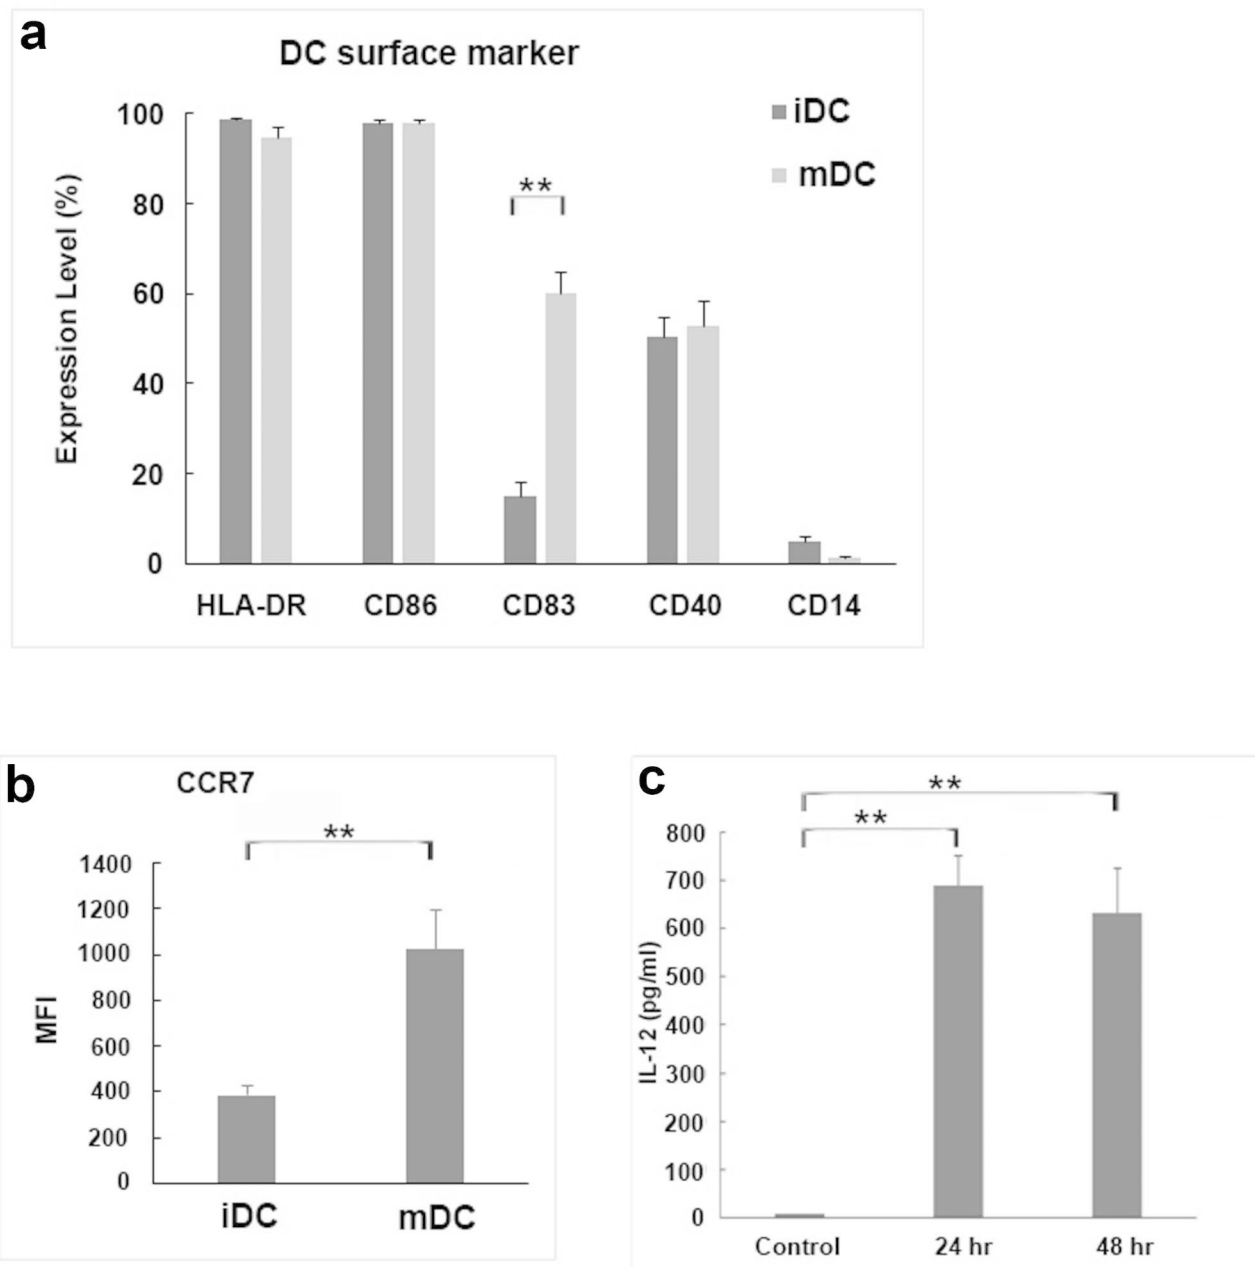 a
DC surface marker
iDC
mDC
**
Expression Level (%)
100
80
60
40
20
0
HLA-DR CD86 CD83 CD40 CD14
b
CCR7
**
MFI
1400
1200
1000
800
600
400
200
0
iDC mDC
c
**
**
IL-12 (pg/ml)
800
700
600
500
400
300
200
100
0
Control 24 hr 48 hr